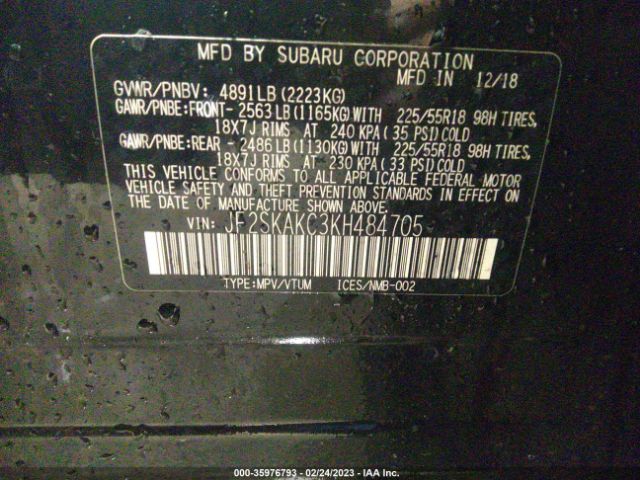 MFD BY SUBARU CORPORATION
MFD IN 12/18
GVWR/PNBV: 4891LB(2223KG)
GAWR/PNBE:FRONT- 2563LB(1165KG)WITH 225/55R18 98H TIRES,
18X7J RIMS AT 240 KPA(35 PSI)COLD
GAWR/PNBE:REAR - 2486LB(1130KG)WITH 225/55R18 98H TIRES,
18X7J RIMS AT 230 KPA(33 PSI)COLD
THIS VEHICLE CONFORMS TO ALL APPLICABLE FEDERAL MOTOR
VEHICLE SAFETY AND THEFT PREVENTION STANDARDS IN EFFECT ON
THE DATE OF MANUFACTURE SHOWN ABOVE.
VIN: JF2SKAKC3KH484705
TYPE:MPV/VTUM ICES/NMB-002
000-35976793 - 02/24/2023 - IAA Inc.